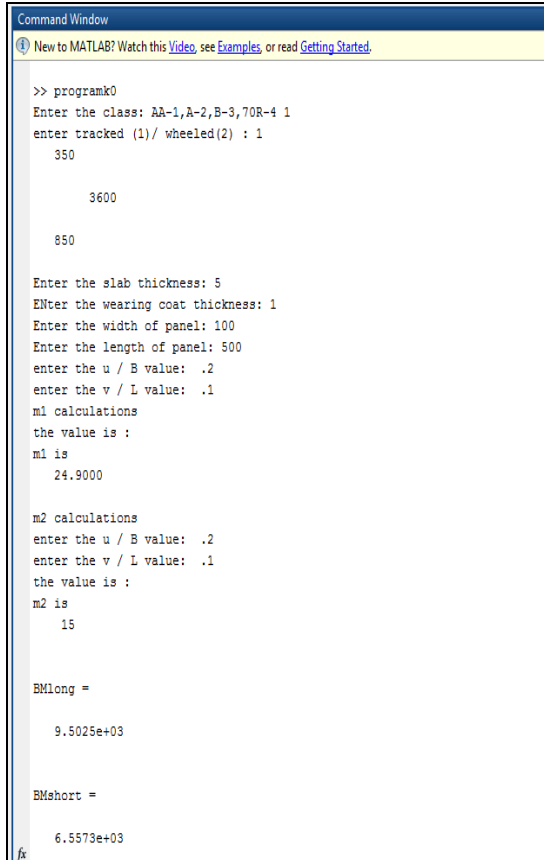 Command Window
New to MATLAB? Watch this Video, see Examples, or read Getting Started.
>> programk0
Enter the class: AA-1,A-2,B-3,70R-4 1
enter tracked (1)/ wheeled(2) : 1
350
3600
850
Enter the slab thickness: 5
ENter the wearing coat thickness: 1
Enter the width of panel: 100
Enter the length of panel: 500
enter the u / B value:  .2
enter the v / L value:  .1
m1 calculations
the value is :
m1 is
24.9000
m2 calculations
enter the u / B value:  .2
enter the v / L value:  .1
the value is :
m2 is
15
BMlong =
9.5025e+03
BMshort =
6.5573e+03
fx